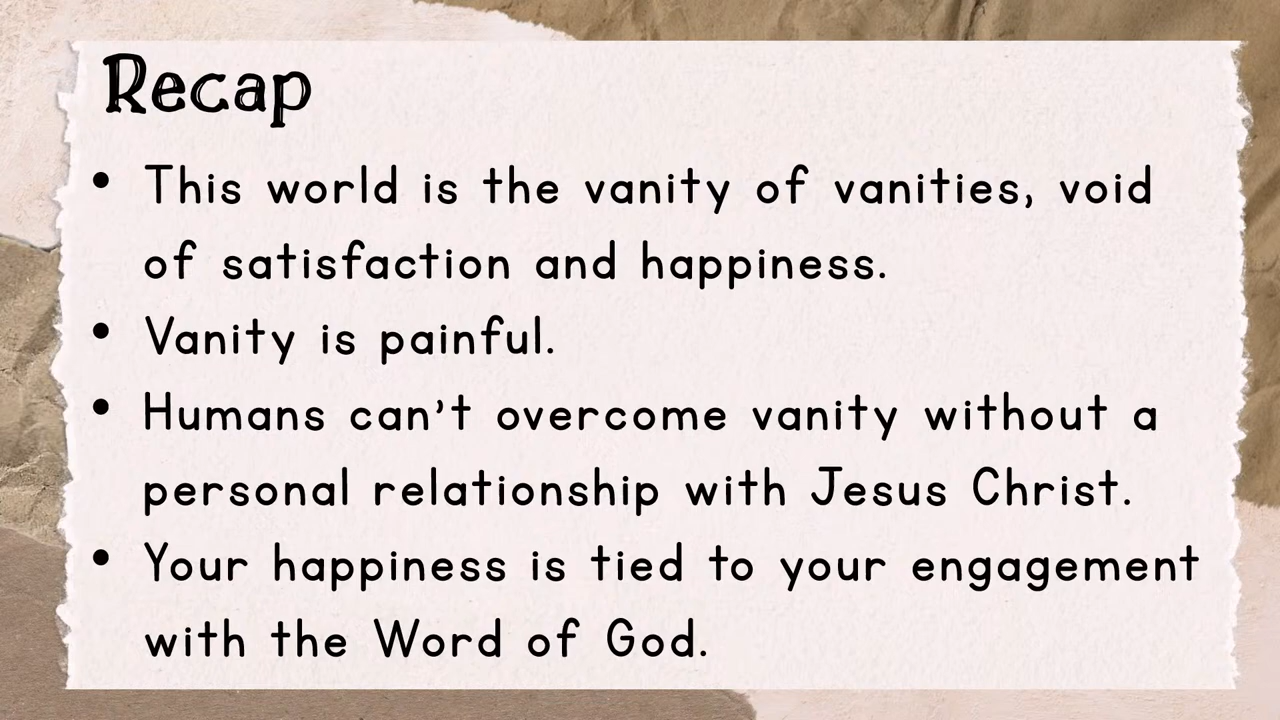 Recap
• This world is the vanity of vanities, void
of satisfaction and happiness.
• Vanity is painful.
• Humans can't overcome vanity without a
personal relationship with Jesus Christ.
• Your happiness is tied to your engagement
with the Word of God.